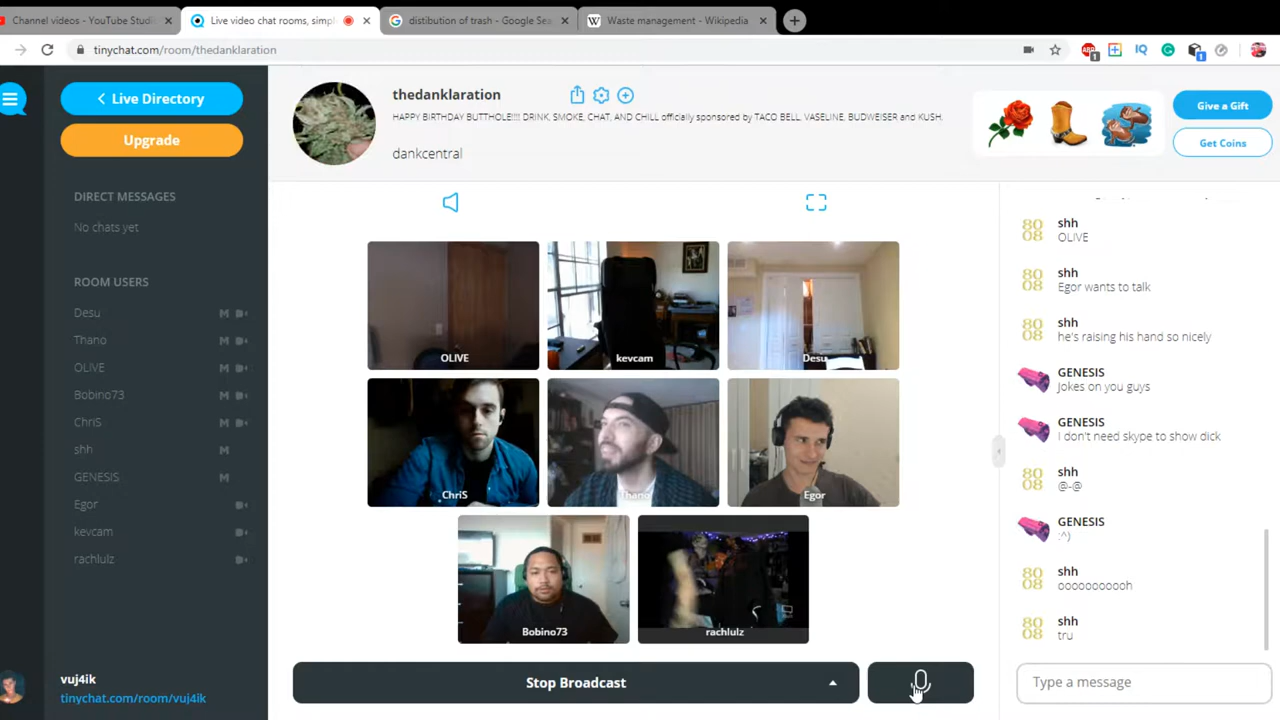 Channel videos - YouTube Studio
Live video chat rooms, simpl
distibution of trash - Google Sea
Waste management - Wikipedia
tinychat.com/room/thedanklaration
Live Directory
Upgrade
DIRECT MESSAGES
No chats yet
ROOM USERS
Desu M
Thano M
OLIVE M
Bobino73 M
ChriS M
shh M
GENESIS M
Egor
kevcam
rachlulz
vuj4ik
tinychat.com/room/vuj4ik
thedanklaration
HAPPY BIRTHDAY BUTTHOLE!!!! DRINK, SMOKE, CHAT, AND CHILL officially sponsored by TACO BELL, VASELINE, BUDWEISER and KUSH.
dankcentral
Give a Gift
Get Coins
OLIVE
kevcam
Desu
ChriS
Thano
Egor
Bobino73
rachlulz
Stop Broadcast
shh
OLIVE
shh
Egor wants to talk
shh
he's raising his hand so nicely
GENESIS
Jokes on you guys
GENESIS
I don't need skype to show dick
shh
@-@
GENESIS
:^)
shh
oooooooooooh
shh
tru
Type a message